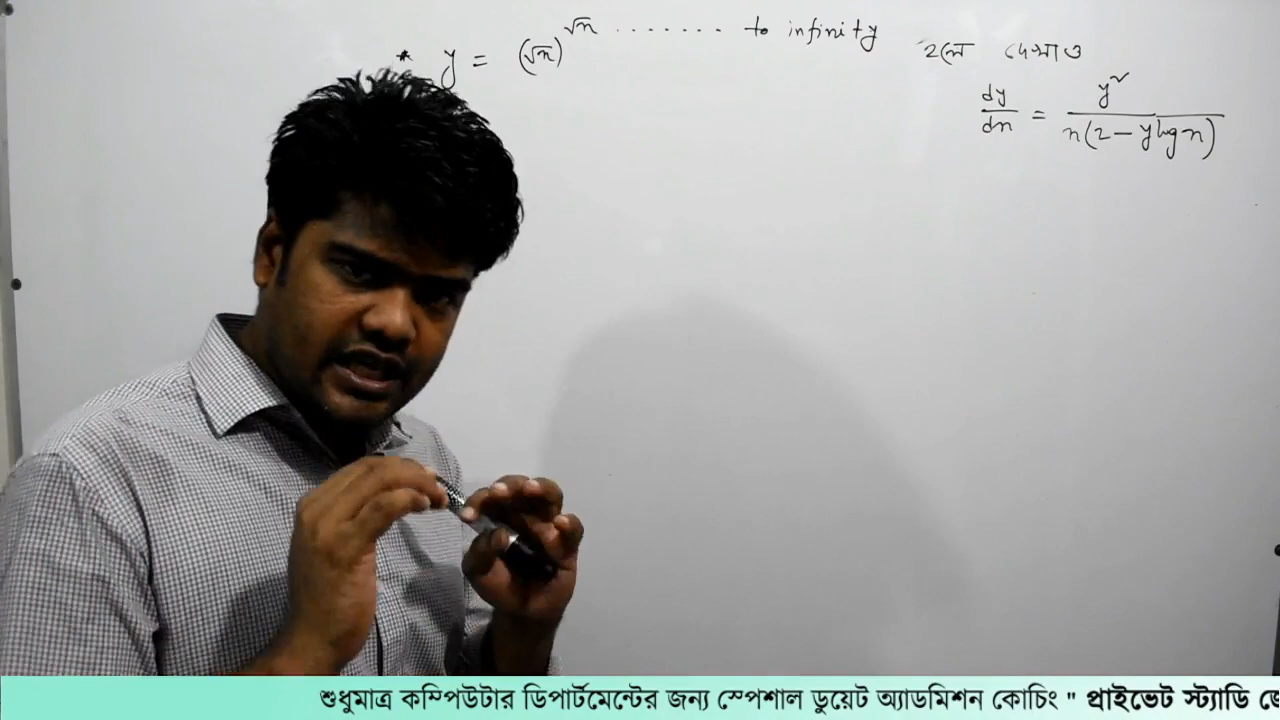 * y = (√x)^√x ........ to infinity হলে দেখাও
dy/dx = y²/x(2 - y log x)
শুধুমাত্র কম্পিউটার ডিপার্টমেন্টের জন্য স্পেশাল ডুয়েট অ্যাডমিশন কোচিং " প্রাইভেট স্ট্যাডি